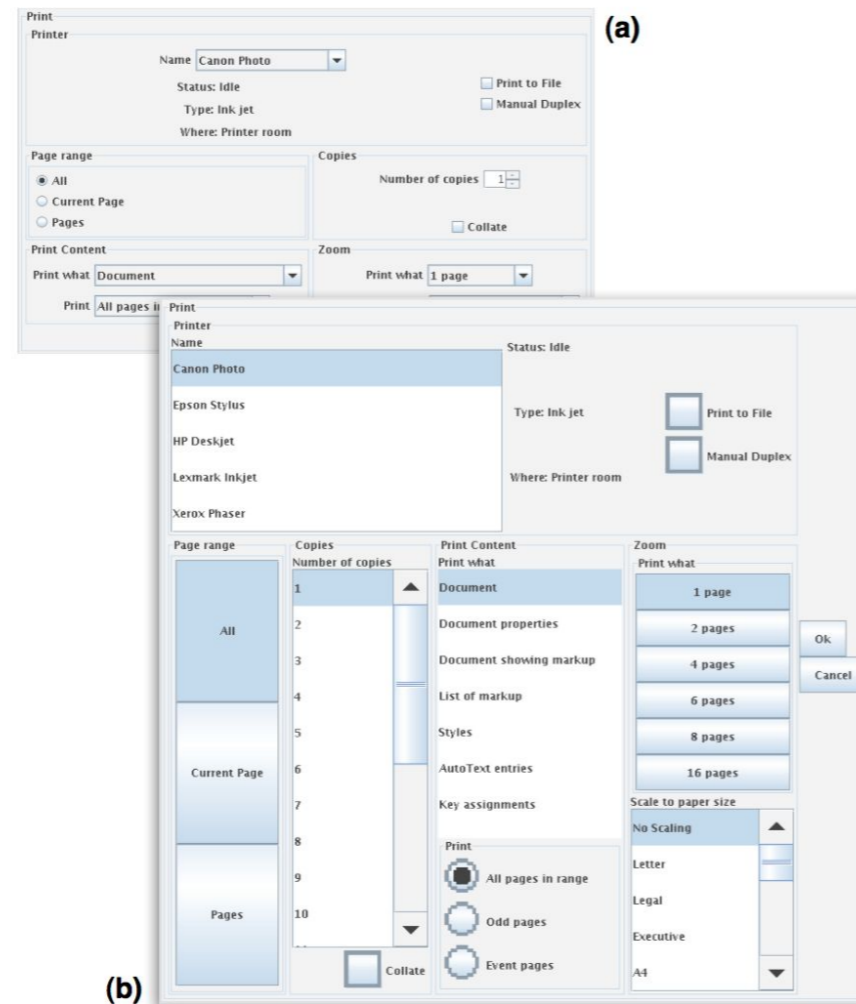 (a)
Print
Printer
Name Canon Photo
Status: Idle
Print to File
Type: Ink jet
Manual Duplex
Where: Printer room
Page range
Copies
All
Number of copies 1
Current Page
Pages
Collate
Print Content
Zoom
Print what Document
Print what 1 page
Print All pages
(b)
Print
Printer
Name
Status: Idle
Canon Photo
Epson Stylus
Type: Ink jet
Print to File
HP Deskjet
Manual Duplex
Lexmark Inkjet
Where: Printer room
Xerox Phaser
Page range
All
Current Page
Pages
Copies
Number of copies
1
2
3
4
5
6
7
8
9
10
Collate
Print Content
Print what
Document
Document properties
Document showing markup
List of markup
Styles
AutoText entries
Key assignments
Print
All pages in range
Odd pages
Event pages
Zoom
Print what
1 page
2 pages
4 pages
6 pages
8 pages
16 pages
Scale to paper size
No Scaling
Letter
Legal
Executive
A4
Ok
Cancel